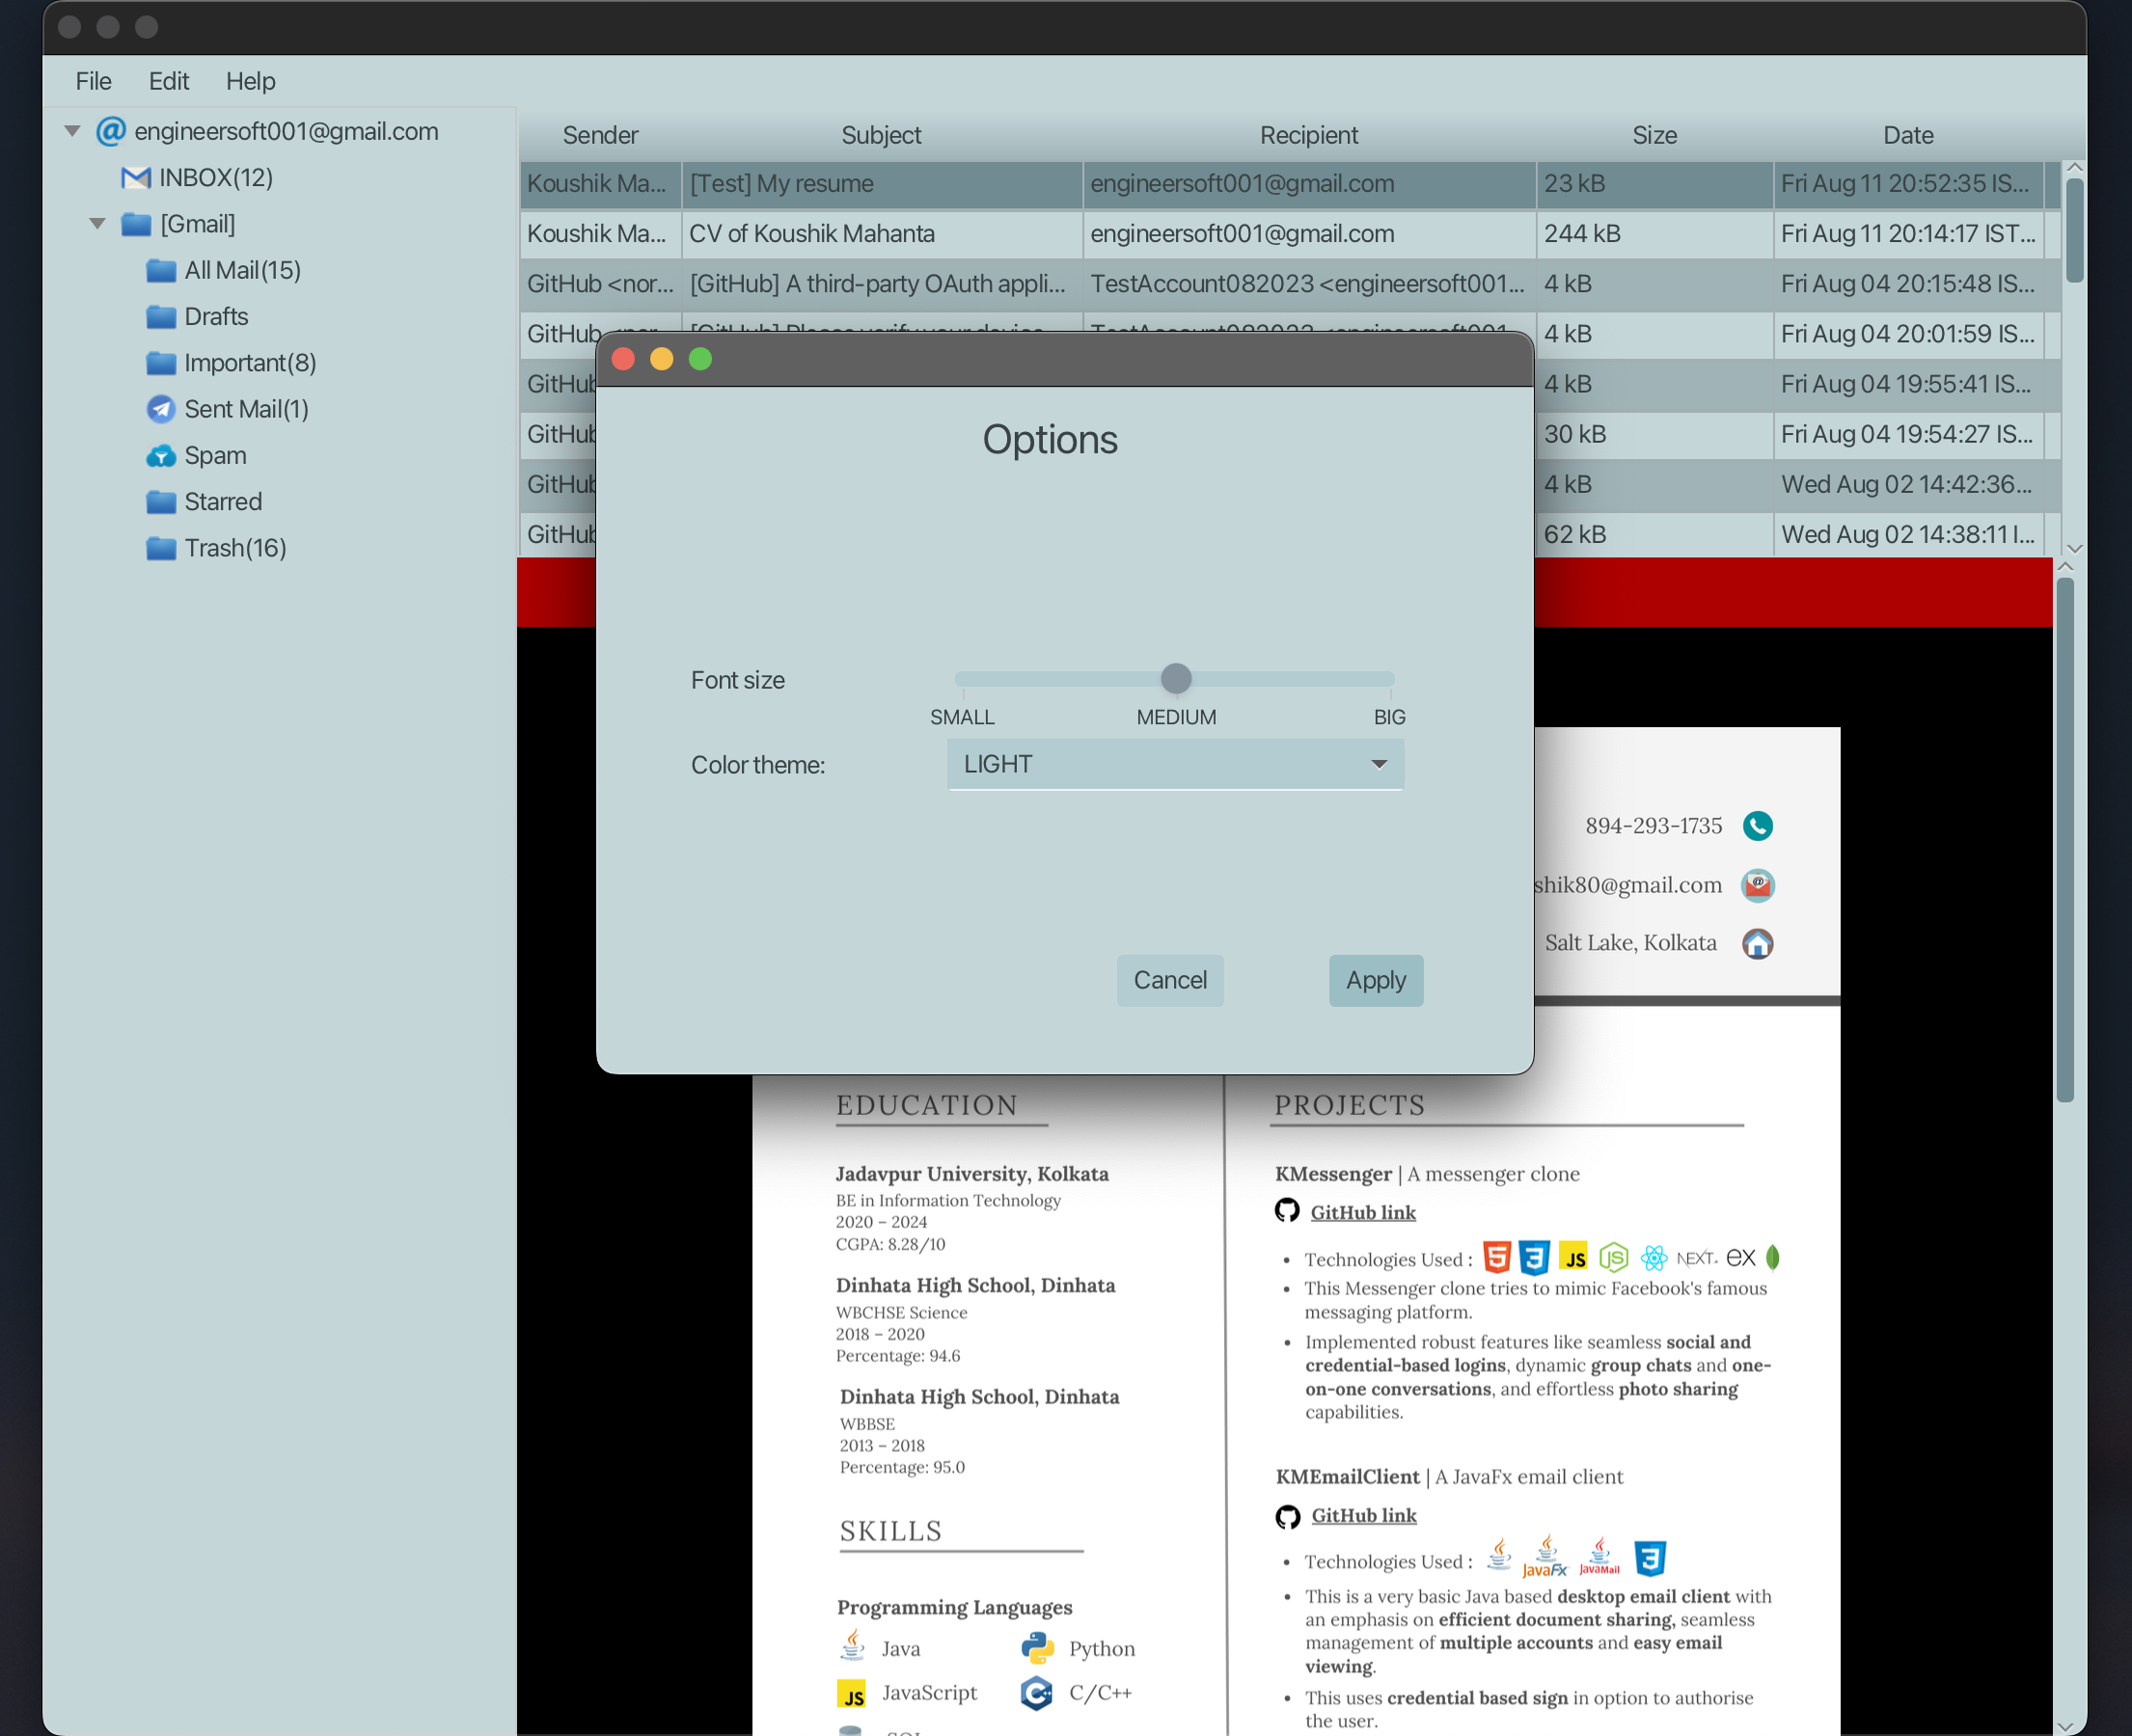 File Edit Help
engineersoft001@gmail.com
INBOX(12)
[Gmail]
All Mail(15)
Drafts
Important(8)
Sent Mail(1)
Spam
Starred
Trash(16)
Sender Subject Recipient Size Date
Koushik Ma... [Test] My resume engineersoft001@gmail.com 23 kB Fri Aug 11 20:52:35 IS...
Koushik Ma... CV of Koushik Mahanta engineersoft001@gmail.com 244 kB Fri Aug 11 20:14:17 IST...
GitHub <nor... [GitHub] A third-party OAuth appli... TestAccount082023 <engineersoft001... 4 kB Fri Aug 04 20:15:48 IS...
GitHub <nor... [GitHub] Please verify your device... TestAccount082023 <engineersoft001... 4 kB Fri Aug 04 20:01:59 IS...
GitHub 4 kB Fri Aug 04 19:55:41 IS...
GitHub 30 kB Fri Aug 04 19:54:27 IS...
GitHub 4 kB Wed Aug 02 14:42:36...
GitHub 62 kB Wed Aug 02 14:38:11 I...
Options
Font size
SMALL MEDIUM BIG
Color theme: LIGHT
Cancel Apply
894-293-1735
shik80@gmail.com
Salt Lake, Kolkata
EDUCATION
Jadavpur University, Kolkata
BE in Information Technology
2020 – 2024
CGPA: 8.28/10
Dinhata High School, Dinhata
WBCHSE Science
2018 – 2020
Percentage: 94.6
Dinhata High School, Dinhata
WBBSE
2013 – 2018
Percentage: 95.0
SKILLS
Programming Languages
Java Python
JS JavaScript C/C++
PROJECTS
KMessenger | A messenger clone
GitHub link
• Technologies Used : 5 3 JS JS NEXT. ex
• This Messenger clone tries to mimic Facebook's famous
messaging platform.
• Implemented robust features like seamless social and
credential-based logins, dynamic group chats and one-
on-one conversations, and effortless photo sharing
capabilities.
KMEmailClient | A JavaFx email client
GitHub link
• Technologies Used : JavaFx JavaMail 3
• This is a very basic Java based desktop email client with
an emphasis on efficient document sharing, seamless
management of multiple accounts and easy email
viewing.
• This uses credential based sign in option to authorise
the user.